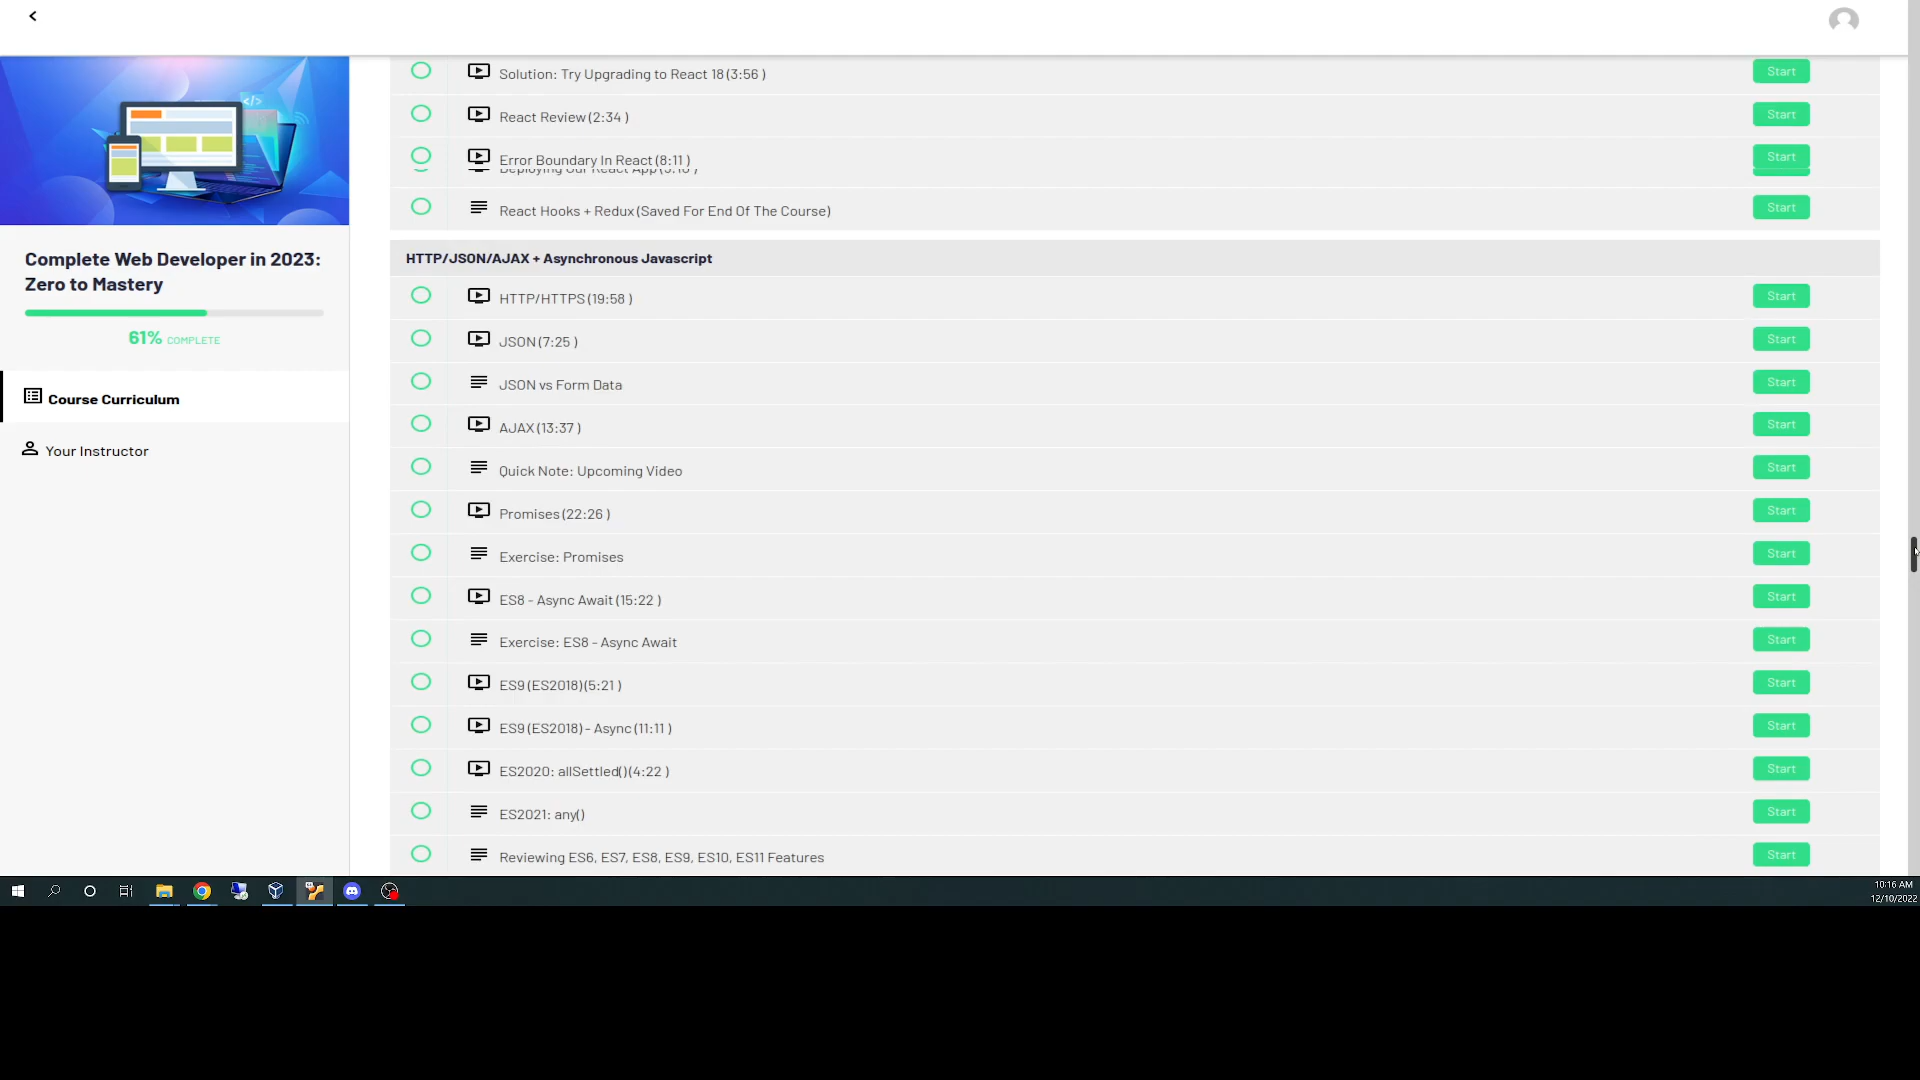 Solution: Try Upgrading to React 18 (3:56 )
Start
React Review (2:34 )
Start
Error Boundary In React (8:11 )
Start
Deploying Our React App
React Hooks + Redux (Saved For End Of The Course)
Start
Complete Web Developer in 2023:
Zero to Mastery
61% COMPLETE
Course Curriculum
Your Instructor
HTTP/JSON/AJAX + Asynchronous Javascript
HTTP/HTTPS (19:58 )
Start
JSON (7:25 )
Start
JSON vs Form Data
Start
AJAX (13:37 )
Start
Quick Note: Upcoming Video
Start
Promises (22:26 )
Start
Exercise: Promises
Start
ES8 - Async Await (15:22 )
Start
Exercise: ES8 - Async Await
Start
ES9 (ES2018) (5:21 )
Start
ES9 (ES2018) - Async (11:11 )
Start
ES2020: allSettled() (4:22 )
Start
ES2021: any()
Start
Reviewing ES6, ES7, ES8, ES9, ES10, ES11 Features
Start
10:16 AM
12/10/2022